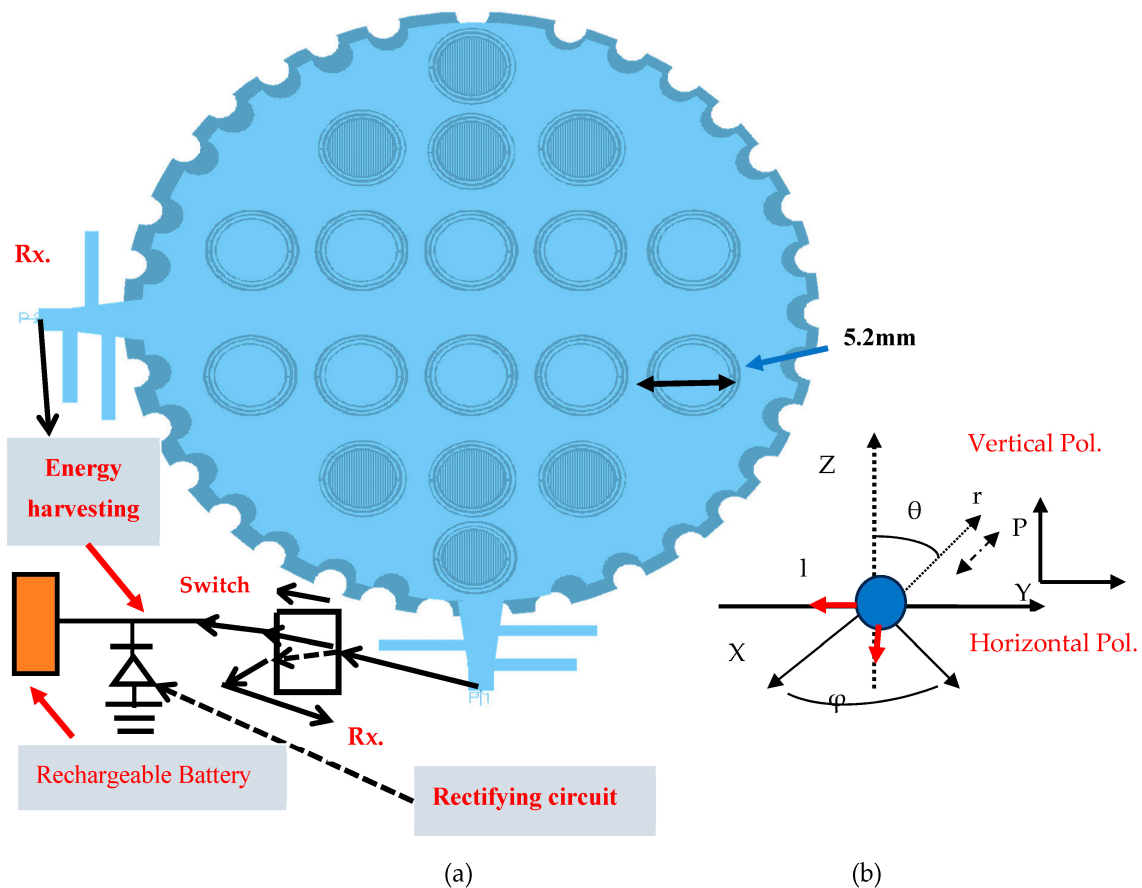 Rx.
5.2mm
Energy
harvesting
Switch
Rx.
Rechargeable Battery
Rectifying circuit
Vertical Pol.
Z
r
θ
P
l
Y
X
Horizontal Pol.
φ
(a)
(b)